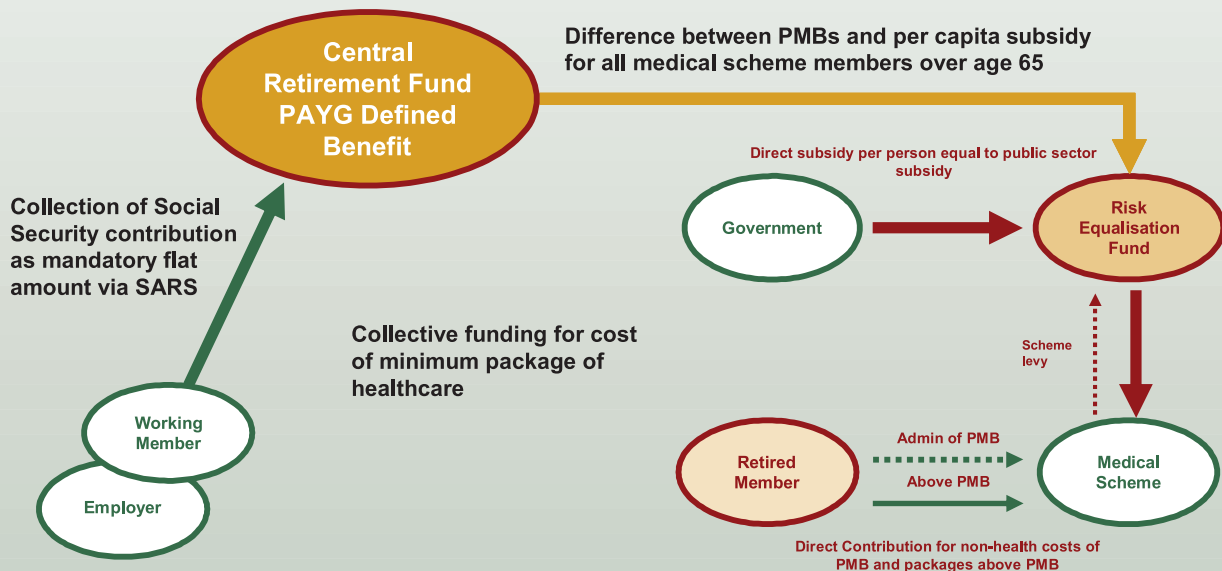 Central
Retirement Fund
PAYG Defined
Benefit
Difference between PMBs and per capita subsidy
for all medical scheme members over age 65
Direct subsidy per person equal to public sector
subsidy
Collection of Social
Security contribution
as mandatory flat
amount via SARS
Government
Risk
Equalisation
Fund
Collective funding for cost
of minimum package of
healthcare
Scheme
levy
Working
Member
Employer
Retired
Member
Admin of PMB
Above PMB
Medical
Scheme
Direct Contribution for non-health costs of
PMB and packages above PMB